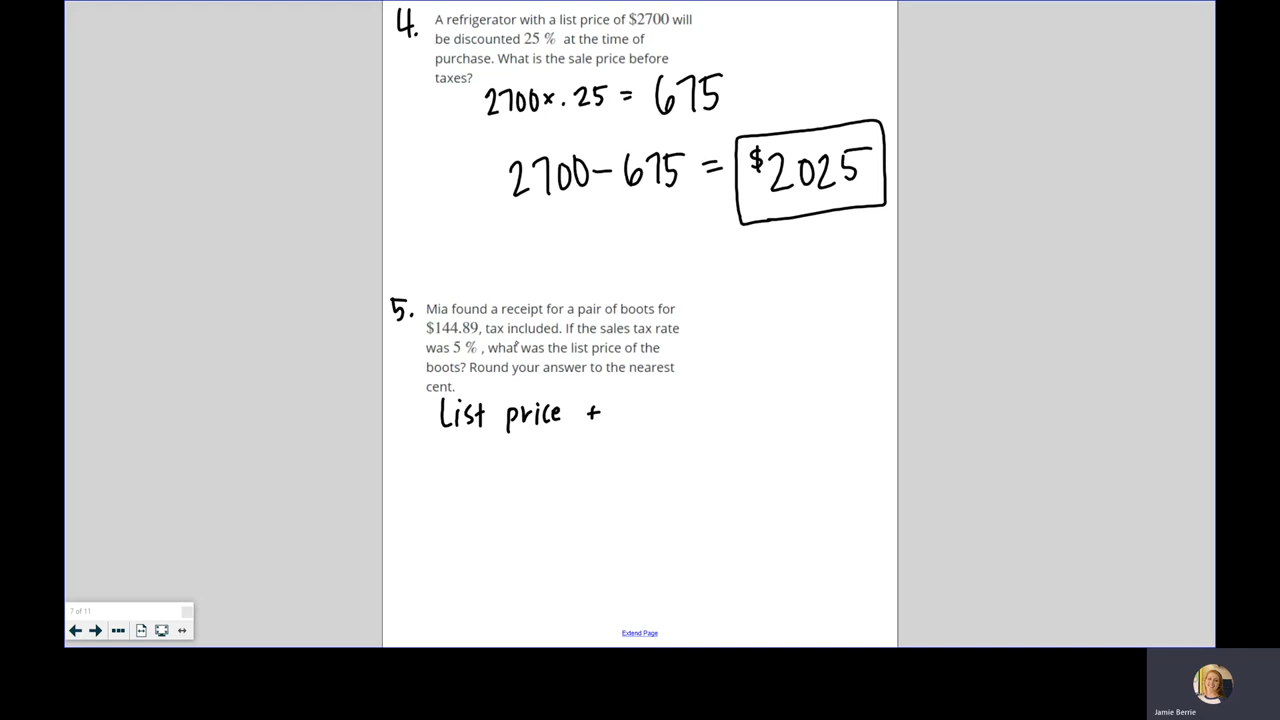 4. A refrigerator with a list price of $2700 will
be discounted 25 % at the time of
purchase. What is the sale price before
taxes?
2700 x .25 = 675
2700 - 675 = $2025
5. Mia found a receipt for a pair of boots for
$144.89, tax included. If the sales tax rate
was 5 % , what was the list price of the
boots? Round your answer to the nearest
cent.
List price +
7 of 11
Extend Page
Jamie Berrie